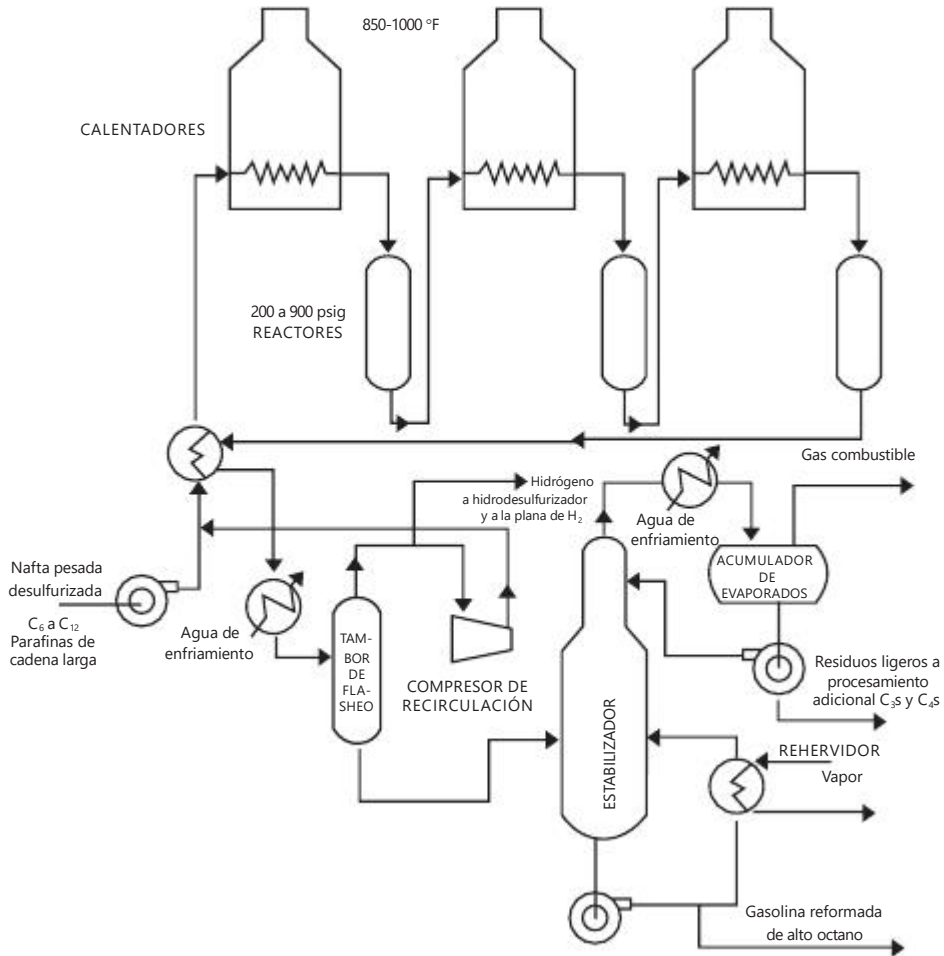 850-1000 °F
CALENTADORES
200 a 900 psig
REACTORES
Gas combustible
Hidrógeno
a hidrodesulfurizador
y a la plana de H₂
Agua de
enfriamiento
ACUMULADOR
DE
EVAPORADOS
Nafta pesada
desulfurizada
C₆ a C₁₂
Parafinas de
cadena larga
Agua de
enfriamiento
TAM-
BOR
DE
FLA-
SHEO
COMPRESOR DE
RECIRCULACIÓN
ESTABILIZADOR
Residuos ligeros a
procesamiento
adicional C₃s y C₄s
REHERVIDOR
Vapor
Gasolina reformada
de alto octano